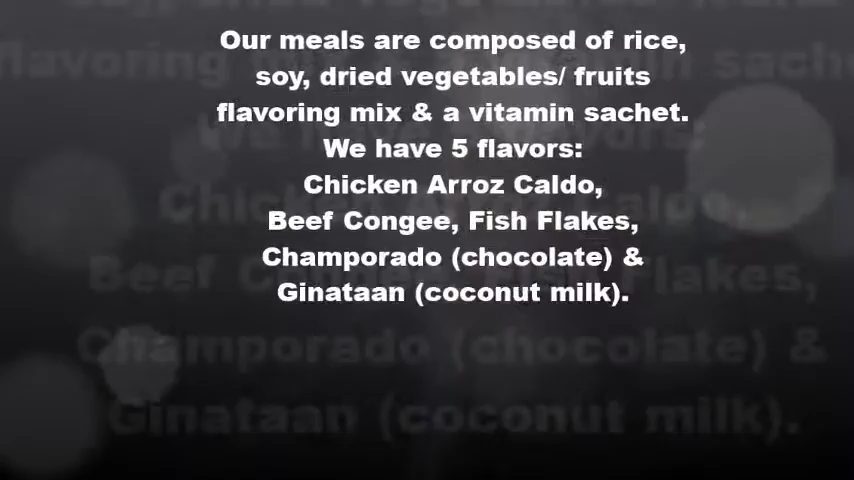 Our meals are composed of rice,
soy, dried vegetables/ fruits
flavoring mix & a vitamin sachet.
We have 5 flavors:
Chicken Arroz Caldo,
Beef Congee, Fish Flakes,
Champorado (chocolate) &
Ginataan (coconut milk).